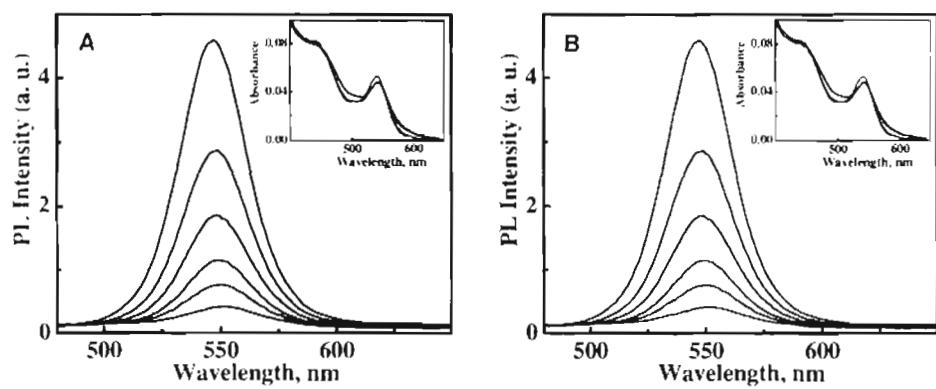 A
PL Intensity (a. u.)
4
2
0
500 550 600
Wavelength, nm
Absorbance
0.08
0.04
0.00
500 600
Wavelength, nm
B
PL Intensity (a. u.)
4
2
0
500 550 600
Wavelength, nm
Absorbance
0.08
0.04
0.00
500 600
Wavelength, nm